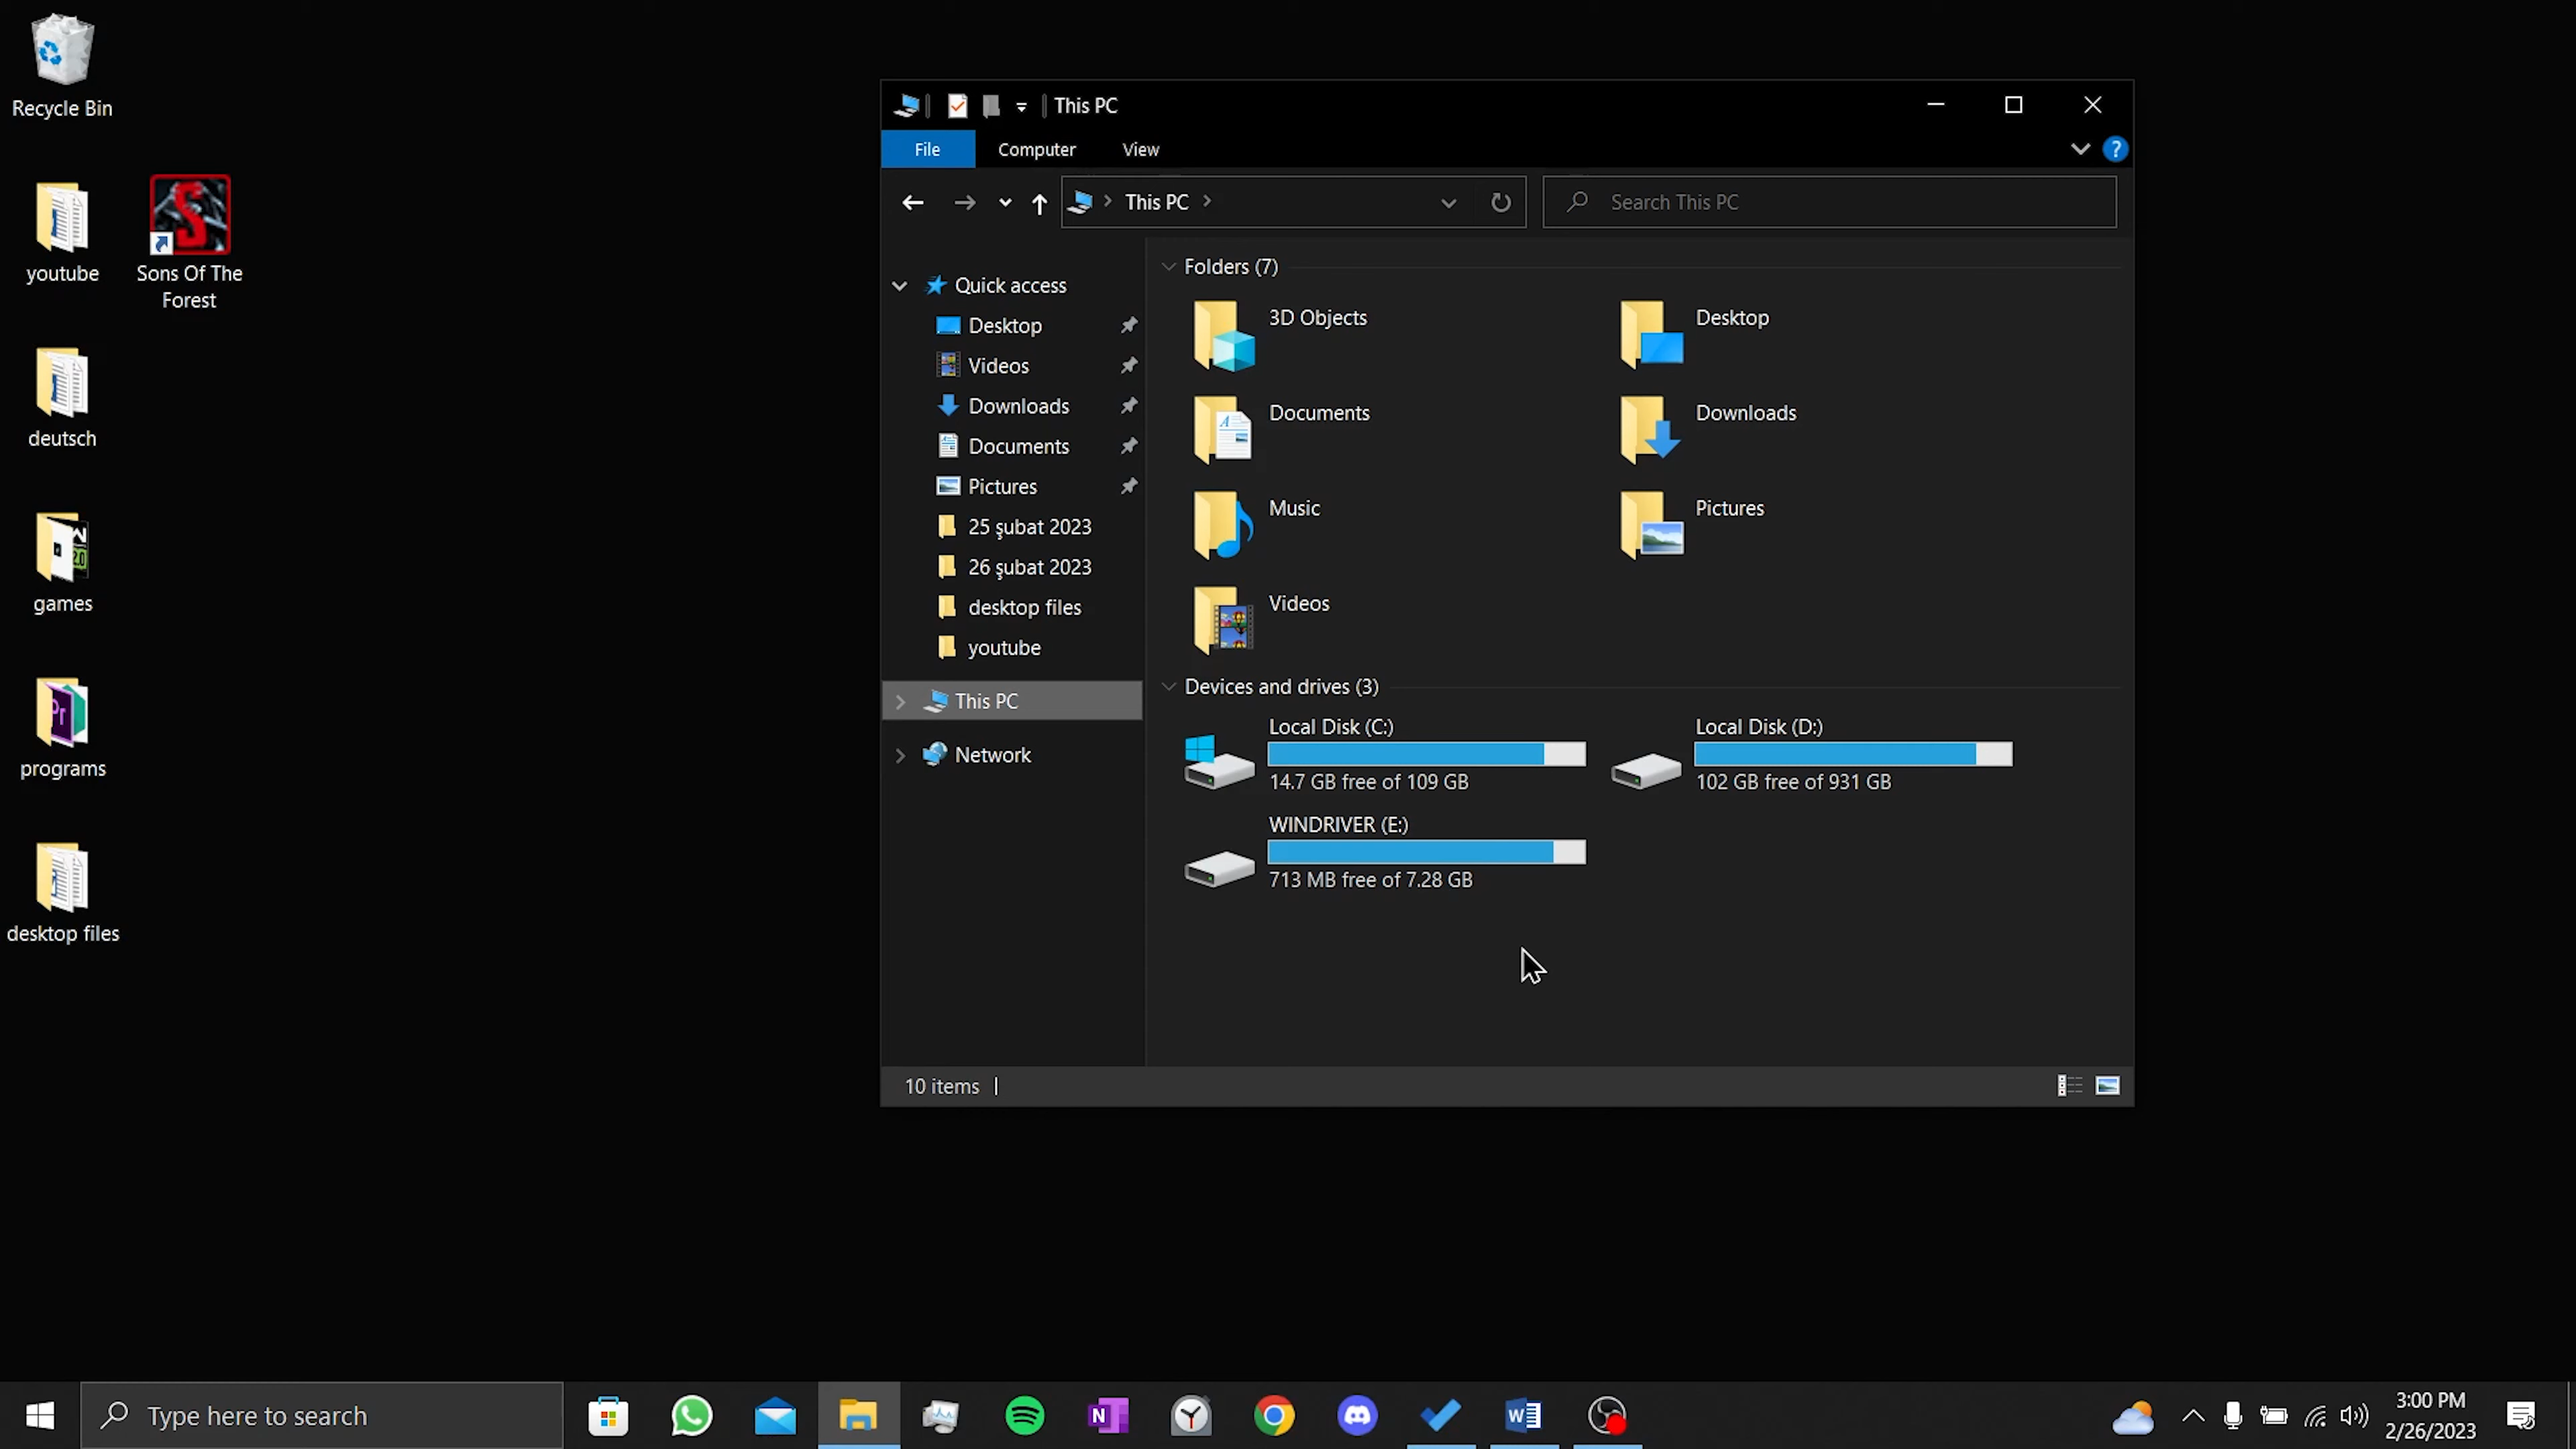 Recycle Bin
youtube
Sons Of The
Forest
deutsch
games
programs
desktop files
This PC
File
Computer
View
This PC
Search This PC
Quick access
Desktop
Videos
Downloads
Documents
Pictures
25 şubat 2023
26 şubat 2023
desktop files
youtube
This PC
Network
Folders (7)
3D Objects
Desktop
Documents
Downloads
Music
Pictures
Videos
Devices and drives (3)
Local Disk (C:)
14.7 GB free of 109 GB
Local Disk (D:)
102 GB free of 931 GB
WINDRIVER (E:)
713 MB free of 7.28 GB
10 items
Type here to search
3:00 PM
2/26/2023